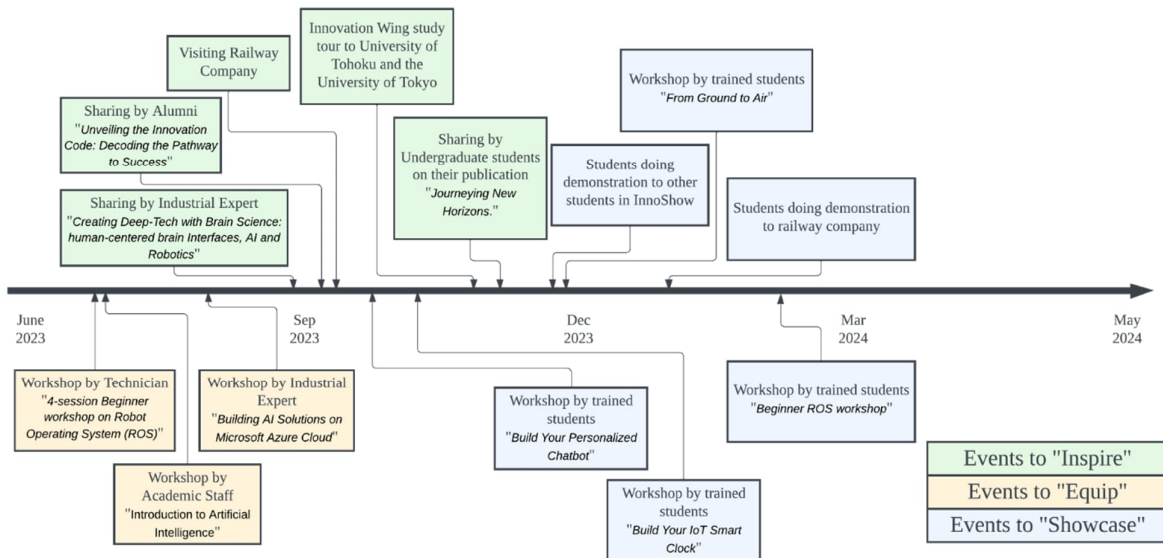 Visiting Railway
Company
Innovation Wing study
tour to University of
Tohoku and the
University of Tokyo
Workshop by trained students
"From Ground to Air"
Sharing by Alumni
"Unveiling the Innovation
Code: Decoding the Pathway
to Success"
Sharing by
Undergraduate students
on their publication
"Journeying New
Horizons."
Students doing
demonstration to other
students in InnoShow
Students doing demonstration
to railway company
Sharing by Industrial Expert
"Creating Deep-Tech with Brain Science:
human-centered brain Interfaces, AI and
Robotics"
June
2023
Sep
2023
Dec
2023
Mar
2024
May
2024
Workshop by Technician
"4-session Beginner
workshop on Robot
Operating System (ROS)"
Workshop by Industrial
Expert
"Building AI Solutions on
Microsoft Azure Cloud"
Workshop by trained
students
"Build Your Personalized
Chatbot"
Workshop by trained students
"Beginner ROS workshop"
Workshop by
Academic Staff
"Introduction to Artificial
Intelligence"
Workshop by trained
students
"Build Your IoT Smart
Clock"
Events to "Inspire"
Events to "Equip"
Events to "Showcase"